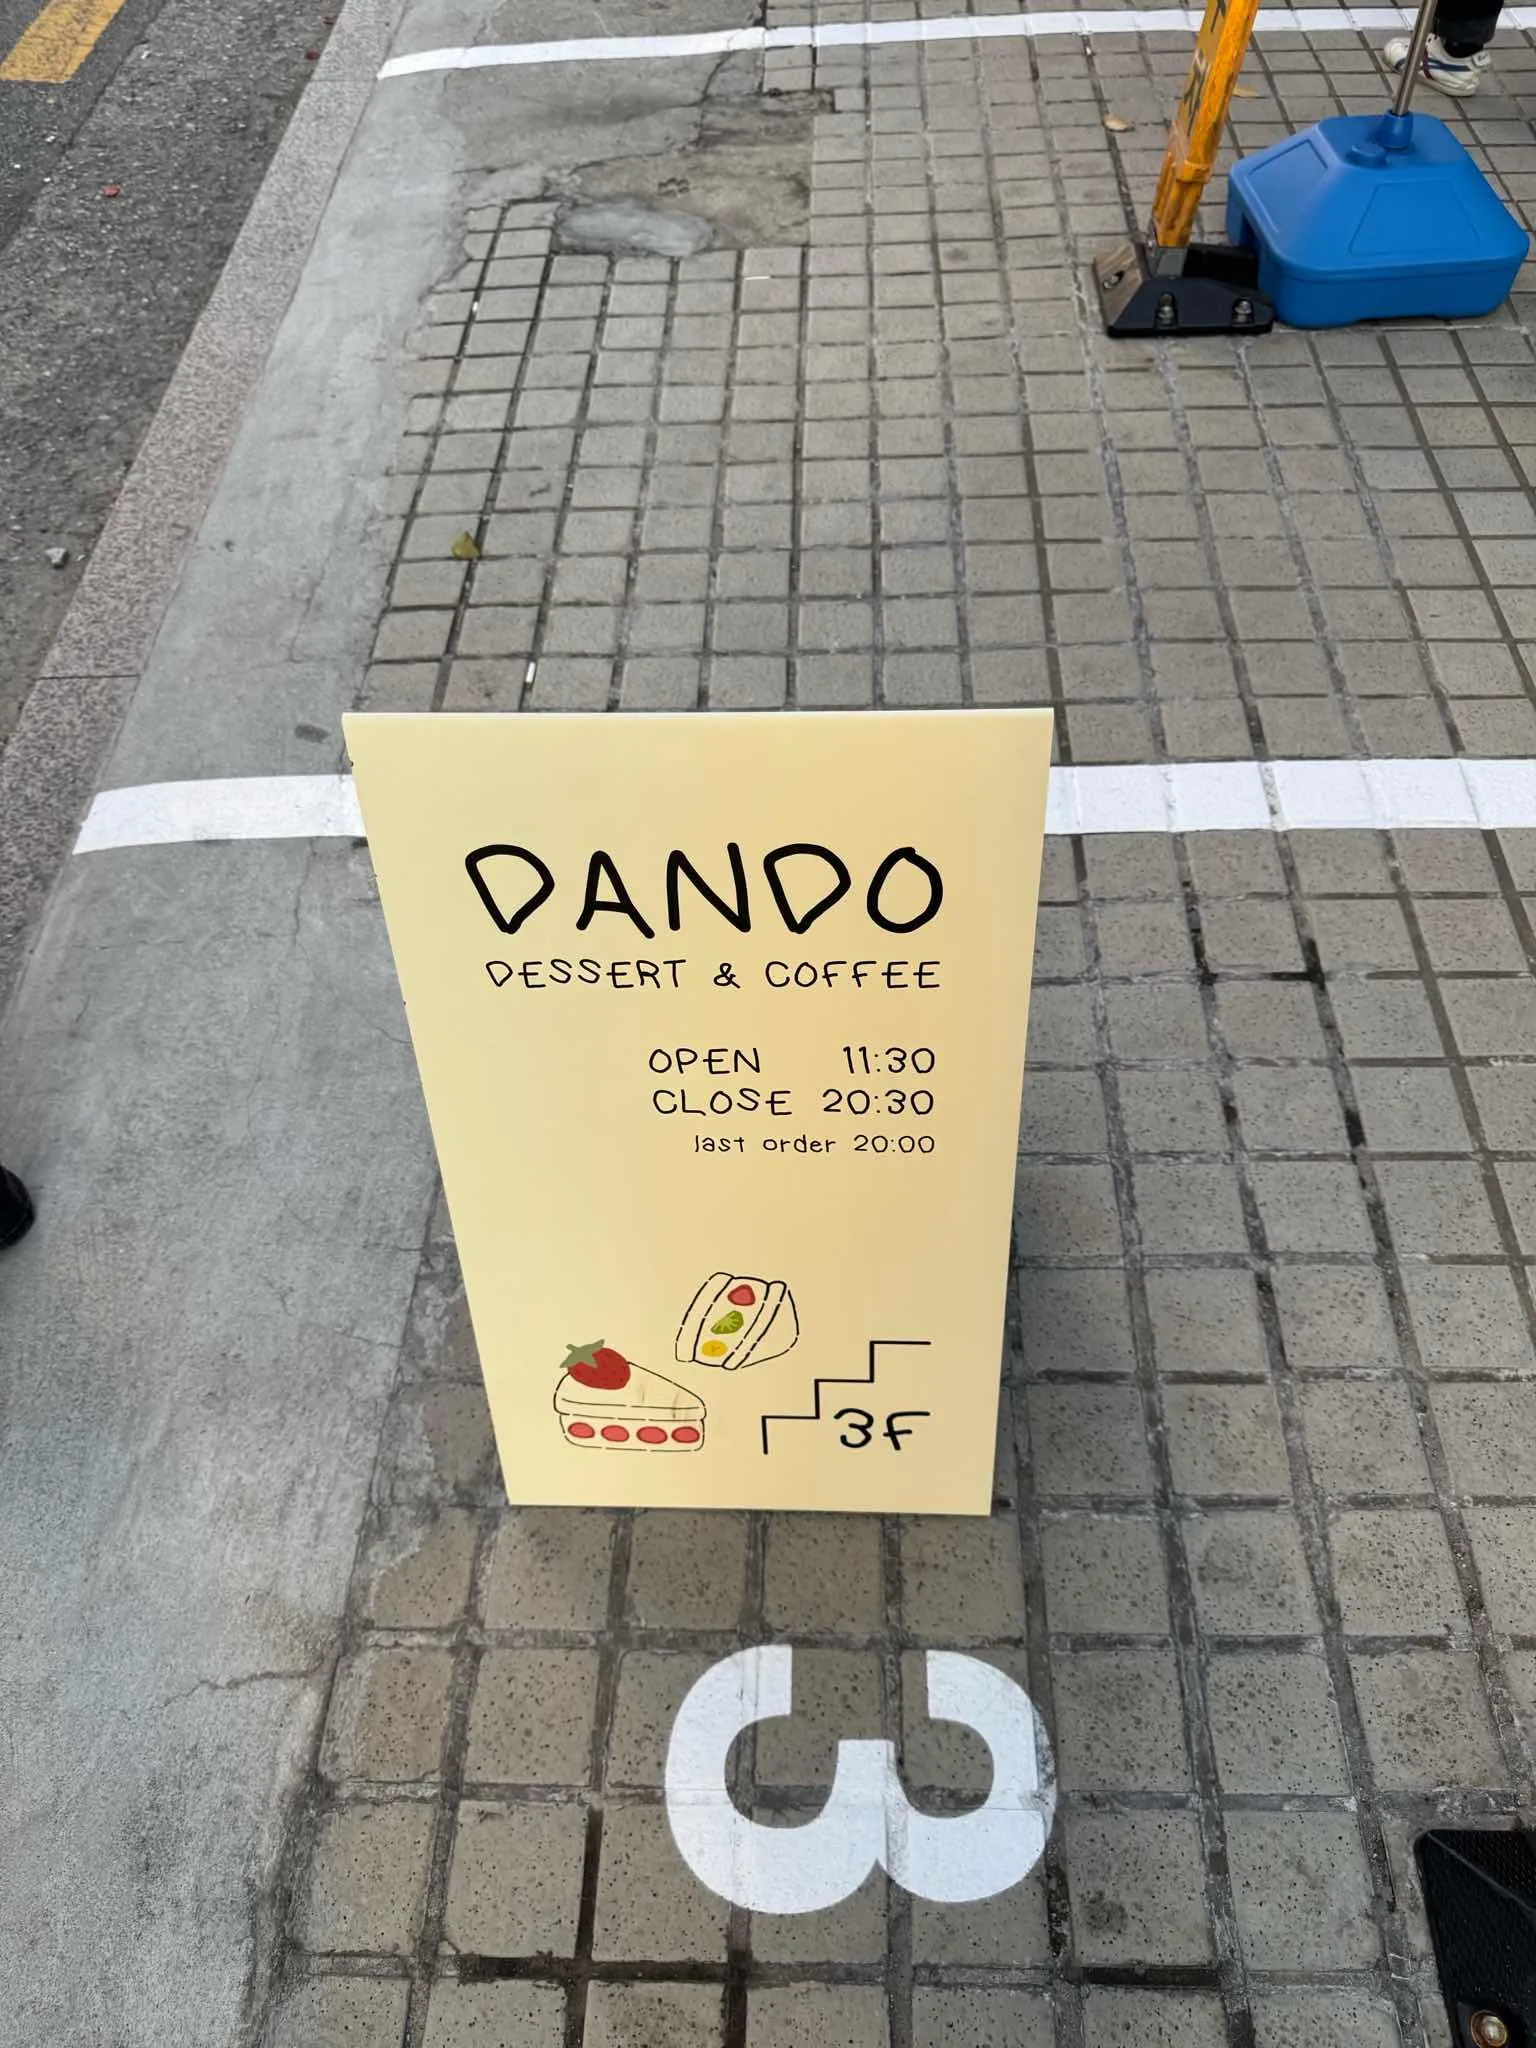 DANDO
DESSERT & COFFEE
OPEN 11:30
CLOSE 20:30
last order 20:00
3F
3